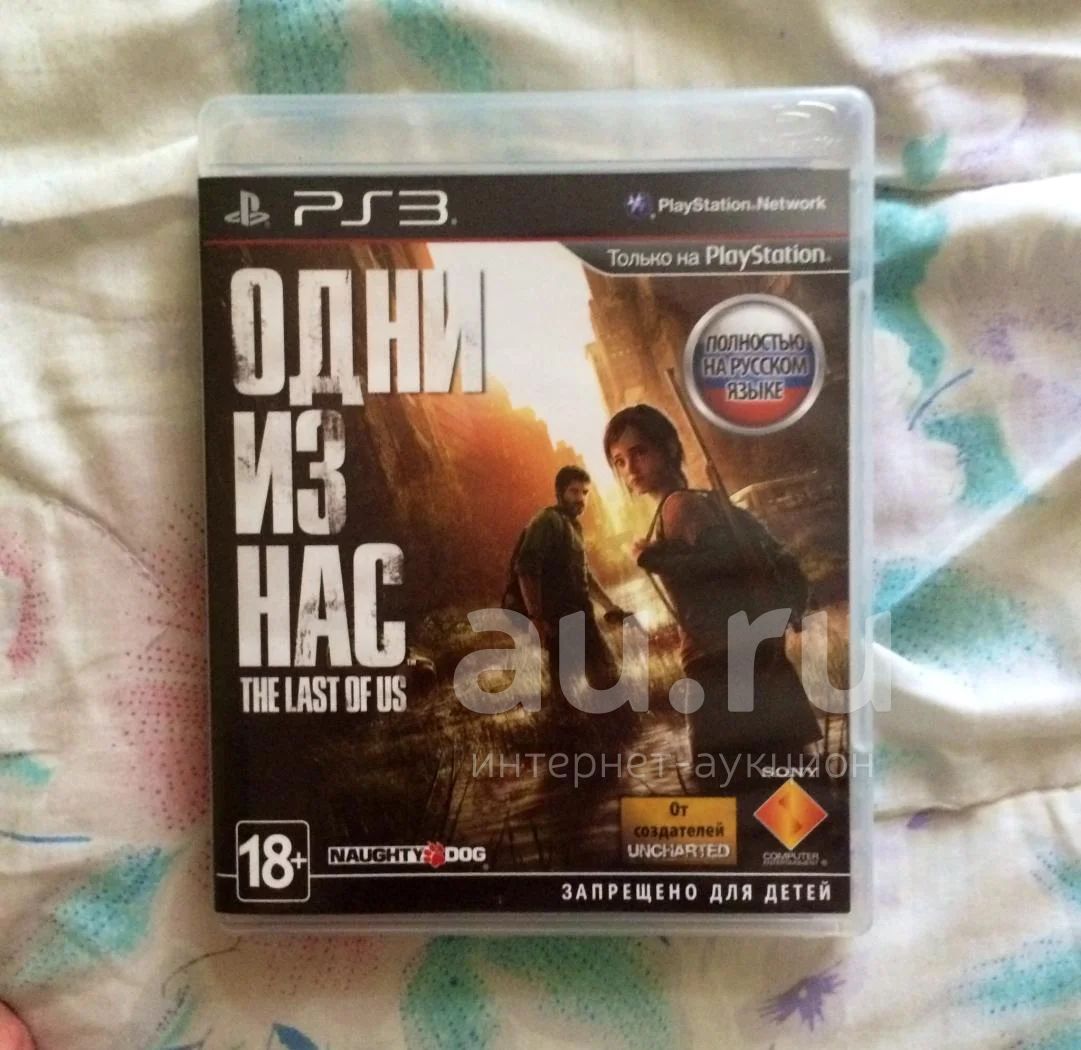 PS3
PlayStation®Network
Только на PlayStation®
ОДНИ
ИЗ
НАС
THE LAST OF US
ПОЛНОСТЬЮ
НА РУССКОМ
ЯЗЫКЕ
au.ru
интернет-аукцион
SONY
COMPUTER
ENTERTAINMENT®
От
создателей
UNCHARTED
18+
NAUGHTY DOG
ЗАПРЕЩЕНО ДЛЯ ДЕТЕЙ